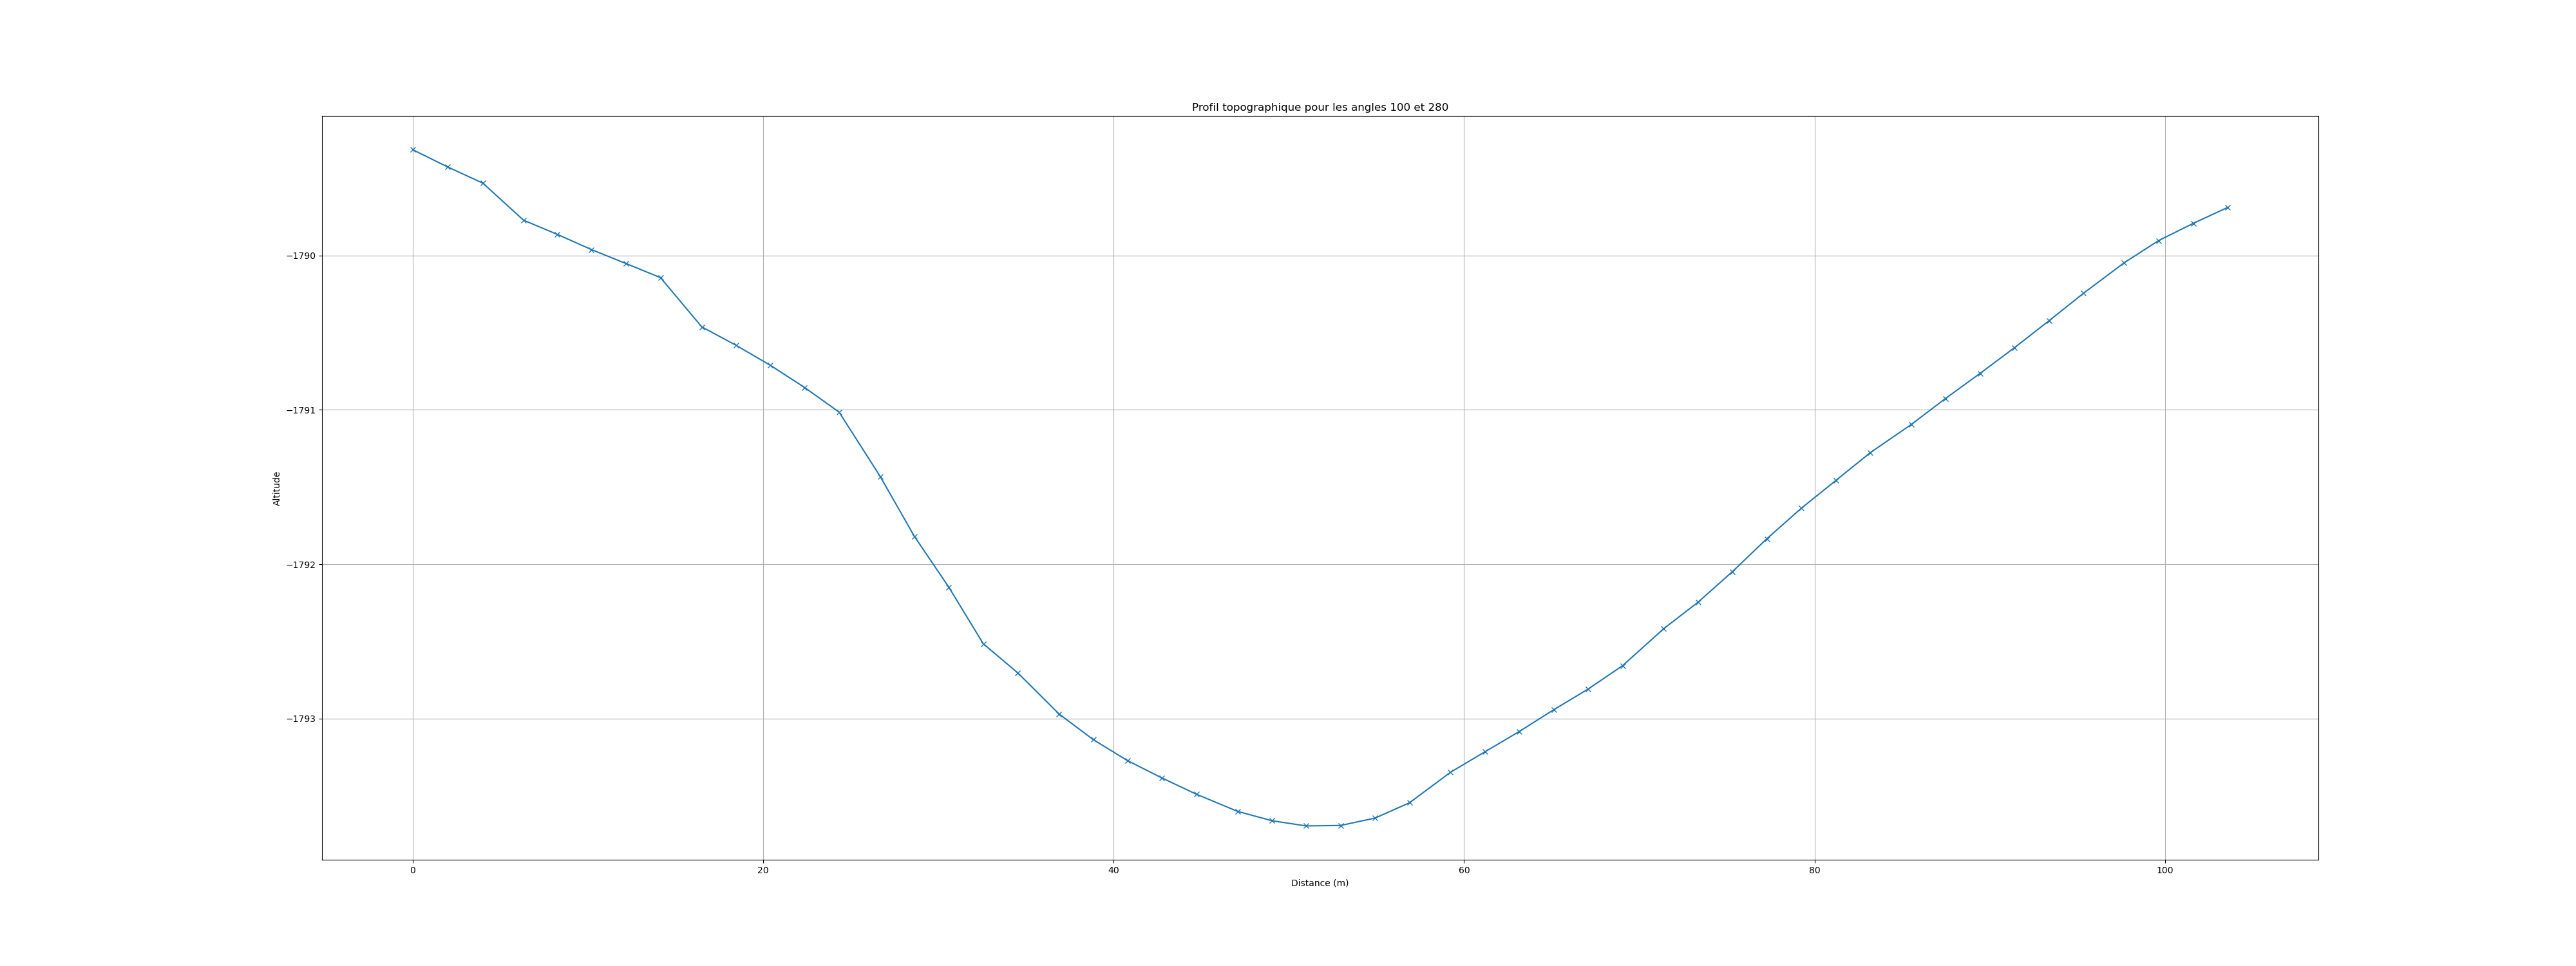 Profil topographique pour les angles 100 et 280
Altitude
−1790
−1791
−1792
−1793
0 20 40 60 80 100
Distance (m)